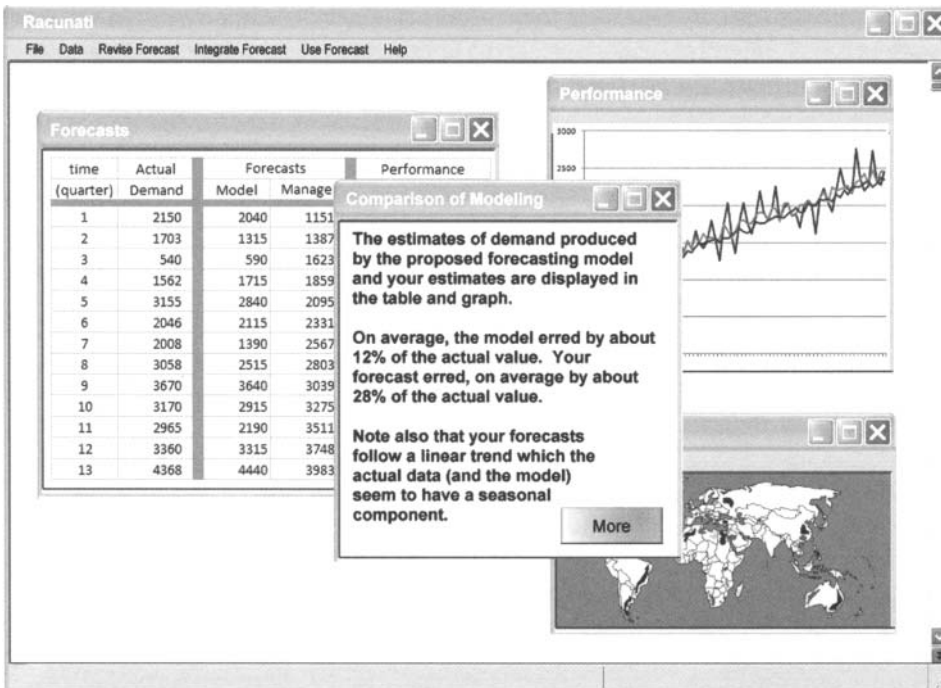 Racunati
File Data Revise Forecast Integrate Forecast Use Forecast Help
Forecasts
time Actual Forecasts Performance
(quarter) Demand Model Manage
1 2150 2040 1151
2 1703 1315 1387
3 540 590 1623
4 1562 1715 1859
5 3155 2840 2095
6 2046 2115 2331
7 2008 1390 2567
8 3058 2515 2803
9 3670 3640 3039
10 3170 2915 3275
11 2965 2190 3511
12 3360 3315 3748
13 4368 4440 3983
Comparison of Modeling
The estimates of demand produced
by the proposed forecasting model
and your estimates are displayed in
the table and graph.
On average, the model erred by about
12% of the actual value. Your
forecast erred, on average by about
28% of the actual value.
Note also that your forecasts
follow a linear trend which the
actual data (and the model)
seem to have a seasonal
component.
More
Performance
3000
2500